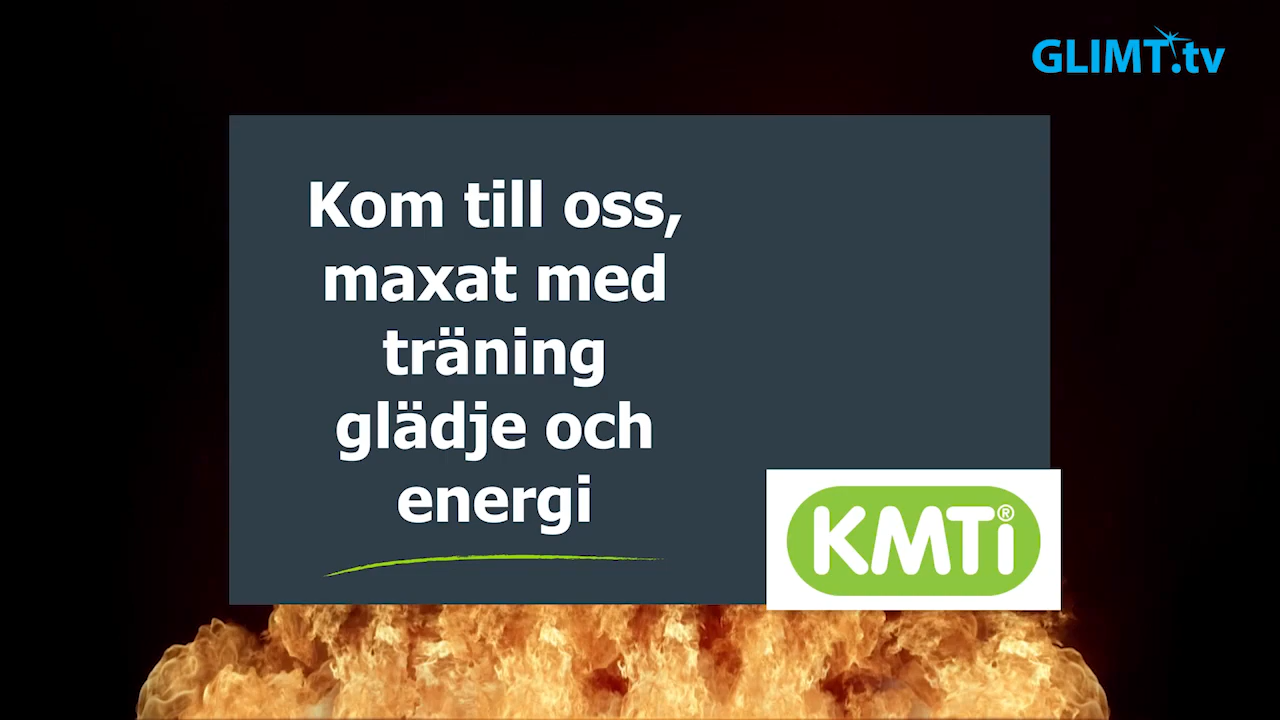 GLIMT.tv
Kom till oss,
maxat med
träning
glädje och
energi
KMTi®